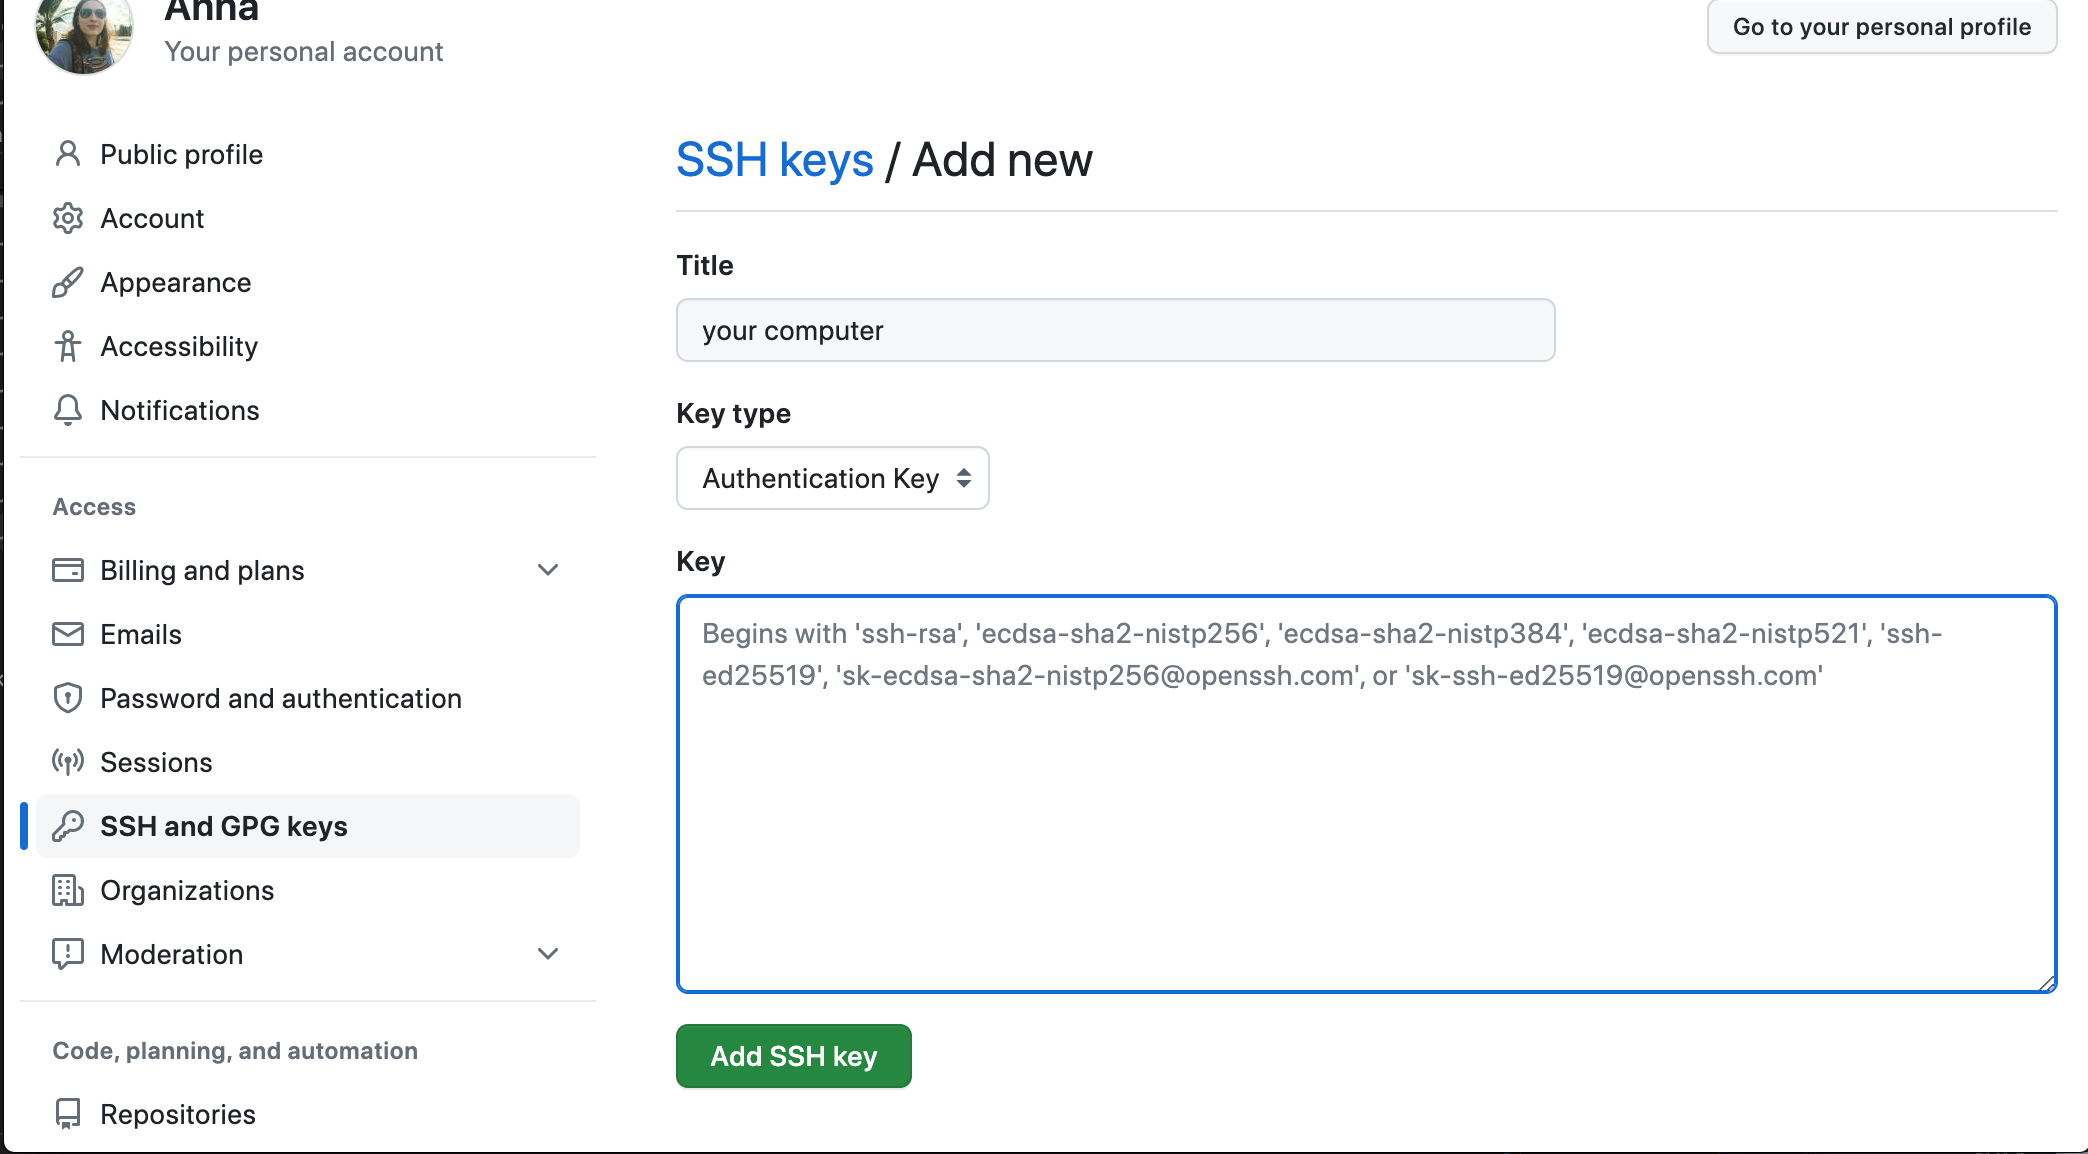 Anna
Your personal account
Go to your personal profile
Public profile
Account
Appearance
Accessibility
Notifications
Access
Billing and plans
Emails
Password and authentication
Sessions
SSH and GPG keys
Organizations
Moderation
Code, planning, and automation
Repositories
SSH keys / Add new
Title
your computer
Key type
Authentication Key
Key
Begins with 'ssh-rsa', 'ecdsa-sha2-nistp256', 'ecdsa-sha2-nistp384', 'ecdsa-sha2-nistp521', 'ssh-
ed25519', 'sk-ecdsa-sha2-nistp256@openssh.com', or 'sk-ssh-ed25519@openssh.com'
Add SSH key